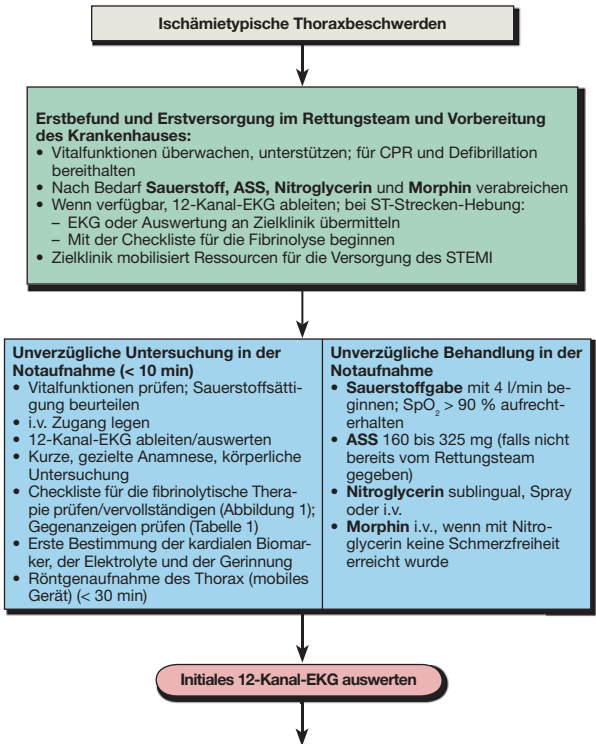 Ischämietypische Thoraxbeschwerden
Erstbefund und Erstversorgung im Rettungsteam und Vorbereitung
des Krankenhauses:
• Vitalfunktionen überwachen, unterstützen; für CPR und Defibrillation
bereithalten
• Nach Bedarf Sauerstoff, ASS, Nitroglycerin und Morphin verabreichen
• Wenn verfügbar, 12-Kanal-EKG ableiten; bei ST-Strecken-Hebung:
– EKG oder Auswertung an Zielklinik übermitteln
– Mit der Checkliste für die Fibrinolyse beginnen
• Zielklinik mobilisiert Ressourcen für die Versorgung des STEMI
Unverzügliche Untersuchung in der
Notaufnahme (< 10 min)
• Vitalfunktionen prüfen; Sauerstoffsätti-
gung beurteilen
• i.v. Zugang legen
• 12-Kanal-EKG ableiten/auswerten
• Kurze, gezielte Anamnese, körperliche
Untersuchung
• Checkliste für die fibrinolytische Thera-
pie prüfen/vervollständigen (Abbildung 1);
Gegenanzeigen prüfen (Tabelle 1)
• Erste Bestimmung der kardialen Biomar-
ker, der Elektrolyte und der Gerinnung
• Röntgenaufnahme des Thorax (mobiles
Gerät) (< 30 min)
Unverzügliche Behandlung in der
Notaufnahme
• Sauerstoffgabe mit 4 l/min be-
ginnen; SpO₂ > 90 % aufrecht-
erhalten
• ASS 160 bis 325 mg (falls nicht
bereits vom Rettungsteam
gegeben)
• Nitroglycerin sublingual, Spray
oder i.v.
• Morphin i.v., wenn mit Nitro-
glycerin keine Schmerzfreiheit
erreicht wurde
Initiales 12-Kanal-EKG auswerten